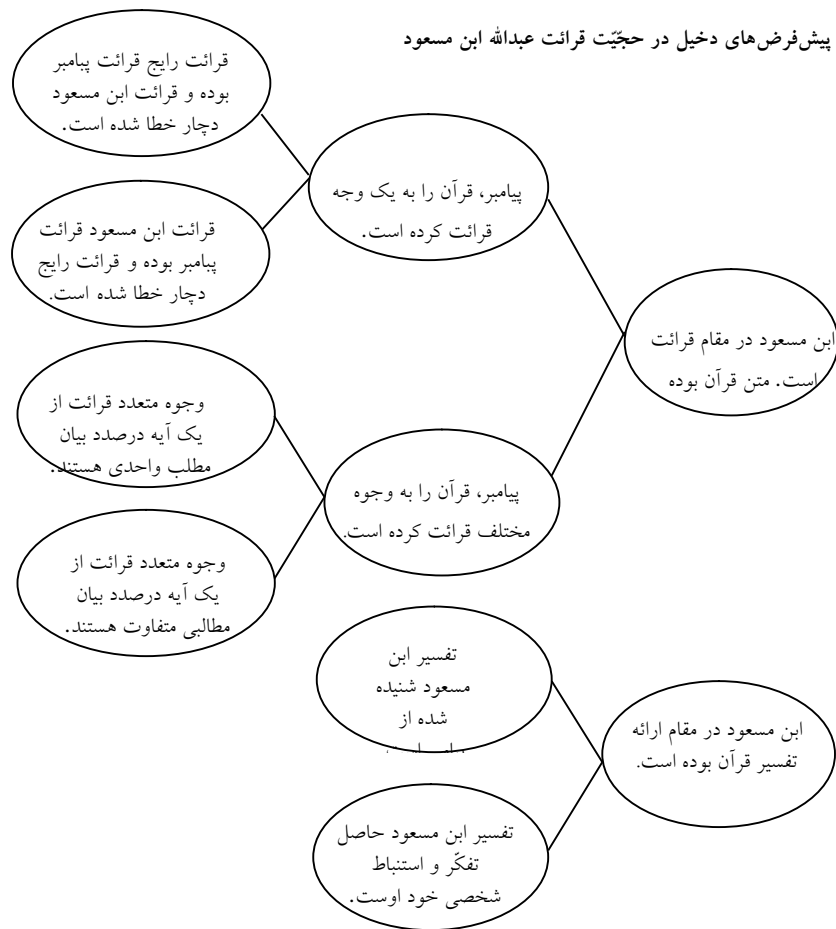 پیش‌فرض‌های دخیل در حجّیّت قرائت عبدالله ابن مسعود
ابن مسعود در مقام قرائت
است. متن قرآن بوده
پیامبر، قرآن را به یک وجه
قرائت کرده است.
قرائت رایج قرائت پبامبر
بوده و قرائت ابن مسعود
دچار خطا شده است.
قرائت ابن مسعود قرائت
پبامبر بوده و قرائت رایج
دچار خطا شده است.
پیامبر، قرآن را به وجوه
مختلف قرائت کرده است.
وجوه متعدد قرائت از
یک آیه درصدد بیان
مطلب واحدی هستند.
وجوه متعدد قرائت از
یک آیه درصدد بیان
مطالبی متفاوت هستند.
ابن مسعود در مقام ارائه
تفسیر قرآن بوده است.
تفسیر ابن
مسعود شنیده
شده از
تفسیر ابن مسعود حاصل
تفکّر و استنباط
شخصی خود اوست.